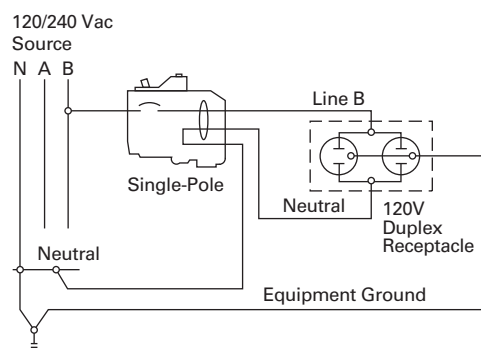 120/240 Vac
Source
N A B
Line B
Single-Pole
Neutral
120V
Duplex
Receptacle
Neutral
Equipment Ground